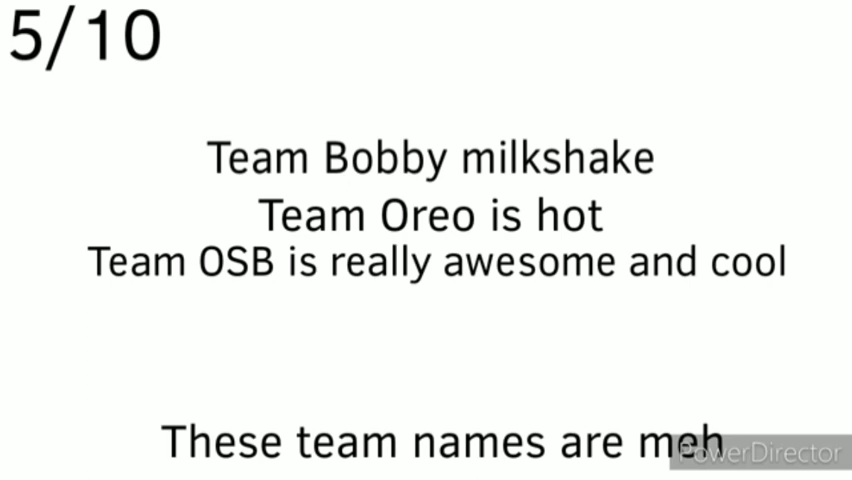 5/10
Team Bobby milkshake
Team Oreo is hot
Team OSB is really awesome and cool
These team names are meh
PowerDirector